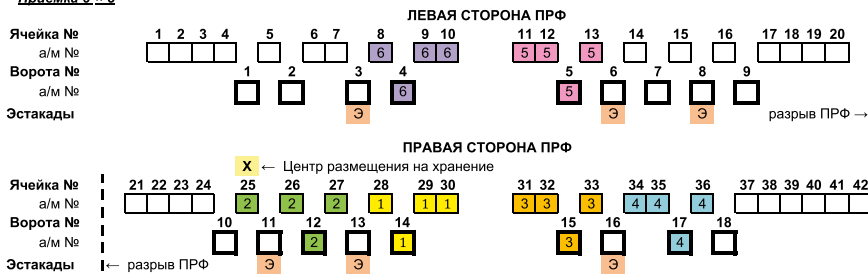 ЛЕВАЯ СТОРОНА ПРФ
Ячейка № 1 2 3 4 5 6 7 8 9 10 11 12 13 14 15 16 17 18 19 20
а/м № 6 6 6 5 5 5
Ворота № 1 2 3 4 5 6 7 8 9
а/м № 6 5
Эстакады Э Э Э разрыв ПРФ →
ПРАВАЯ СТОРОНА ПРФ
X ← Центр размещения на хранение
Ячейка № 21 22 23 24 25 26 27 28 29 30 31 32 33 34 35 36 37 38 39 40 41 42
а/м № 2 2 2 1 1 1 3 3 3 4 4 4
Ворота № 10 11 12 13 14 15 16 17 18
а/м № 2 1 3 4
Эстакады ← разрыв ПРФ Э Э Э